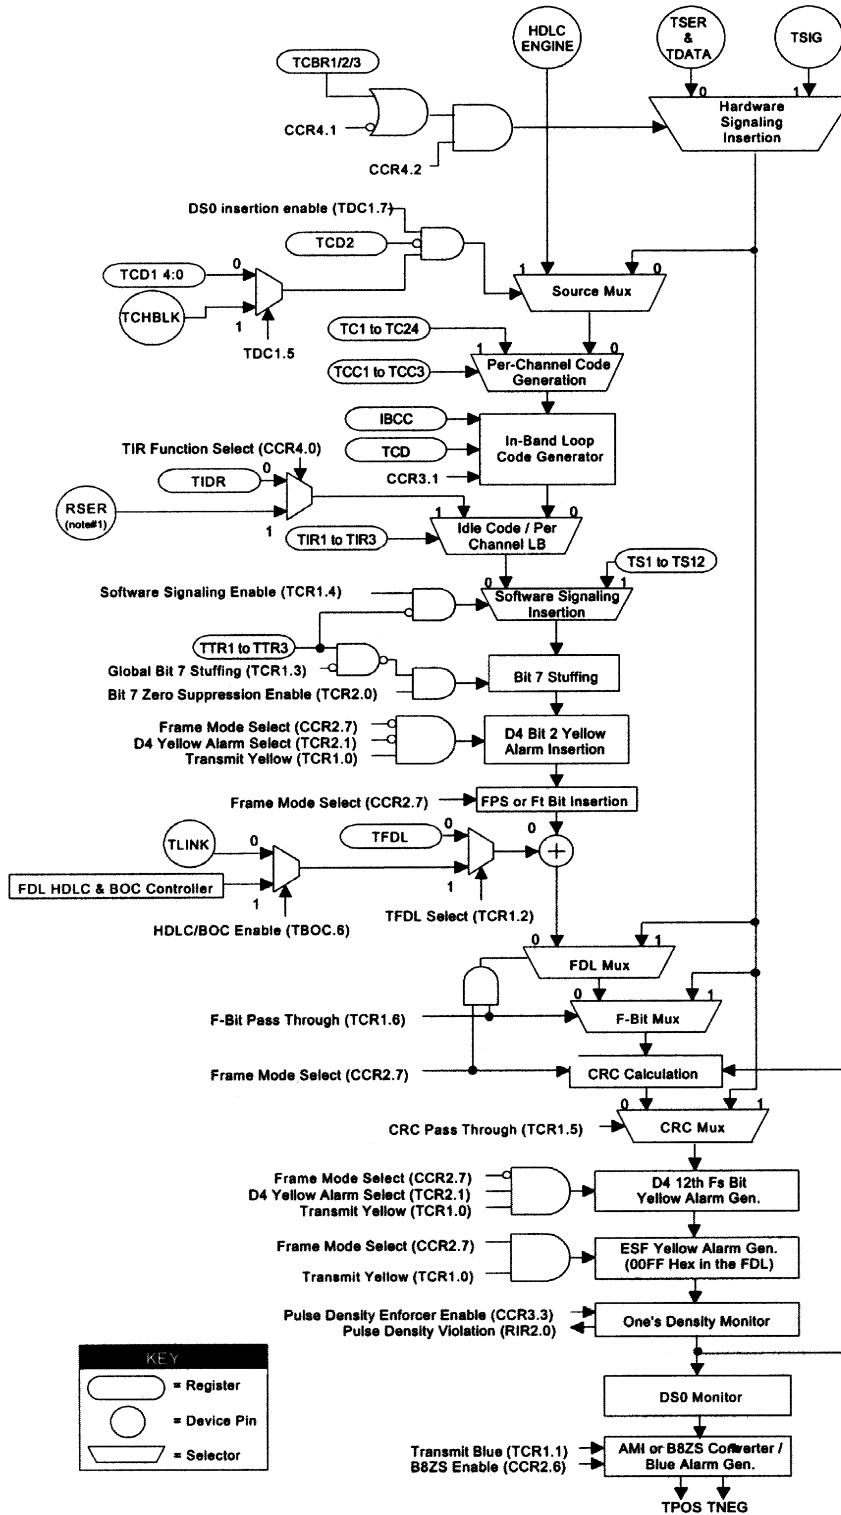 HDLC
ENGINE
TSER
&
TDATA
TSIG
TCBR1/2/3
0
1
Hardware
Signaling
Insertion
CCR4.1
CCR4.2
DS0 insertion enable (TDC1.7)
TCD2
TCD1 4:0
0
TCHBLK
1
TDC1.5
1
0
Source Mux
TC1 to TC24
1
0
TCC1 to TCC3
Per-Channel Code
Generation
IBCC
TCD
CCR3.1
In-Band Loop
Code Generator
TIR Function Select (CCR4.0)
0
TIDR
RSER
(note#1)
1
1
0
TIR1 to TIR3
Idle Code / Per
Channel LB
TS1 to TS12
0
1
Software Signaling Enable (TCR1.4)
Software Signaling
Insertion
TTR1 to TTR3
Global Bit 7 Stuffing (TCR1.3)
Bit 7 Zero Suppression Enable (TCR2.0)
Bit 7 Stuffing
Frame Mode Select (CCR2.7)
D4 Yellow Alarm Select (TCR2.1)
Transmit Yellow (TCR1.0)
D4 Bit 2 Yellow
Alarm Insertion
Frame Mode Select (CCR2.7)
FPS or Ft Bit Insertion
TLINK
0
TFDL
0
0
+
FDL HDLC & BOC Controller
1
1
HDLC/BOC Enable (TBOC.6)
TFDL Select (TCR1.2)
0
1
FDL Mux
0
1
F-Bit Pass Through (TCR1.6)
F-Bit Mux
Frame Mode Select (CCR2.7)
CRC Calculation
0
1
CRC Pass Through (TCR1.5)
CRC Mux
Frame Mode Select (CCR2.7)
D4 Yellow Alarm Select (TCR2.1)
Transmit Yellow (TCR1.0)
D4 12th Fs Bit
Yellow Alarm Gen.
Frame Mode Select (CCR2.7)
Transmit Yellow (TCR1.0)
ESF Yellow Alarm Gen.
(00FF Hex in the FDL)
Pulse Density Enforcer Enable (CCR3.3)
Pulse Density Violation (RIR2.0)
One's Density Monitor
KEY
= Register
= Device Pin
= Selector
DS0 Monitor
Transmit Blue (TCR1.1)
B8ZS Enable (CCR2.6)
AMI or B8ZS Converter /
Blue Alarm Gen.
TPOS TNEG